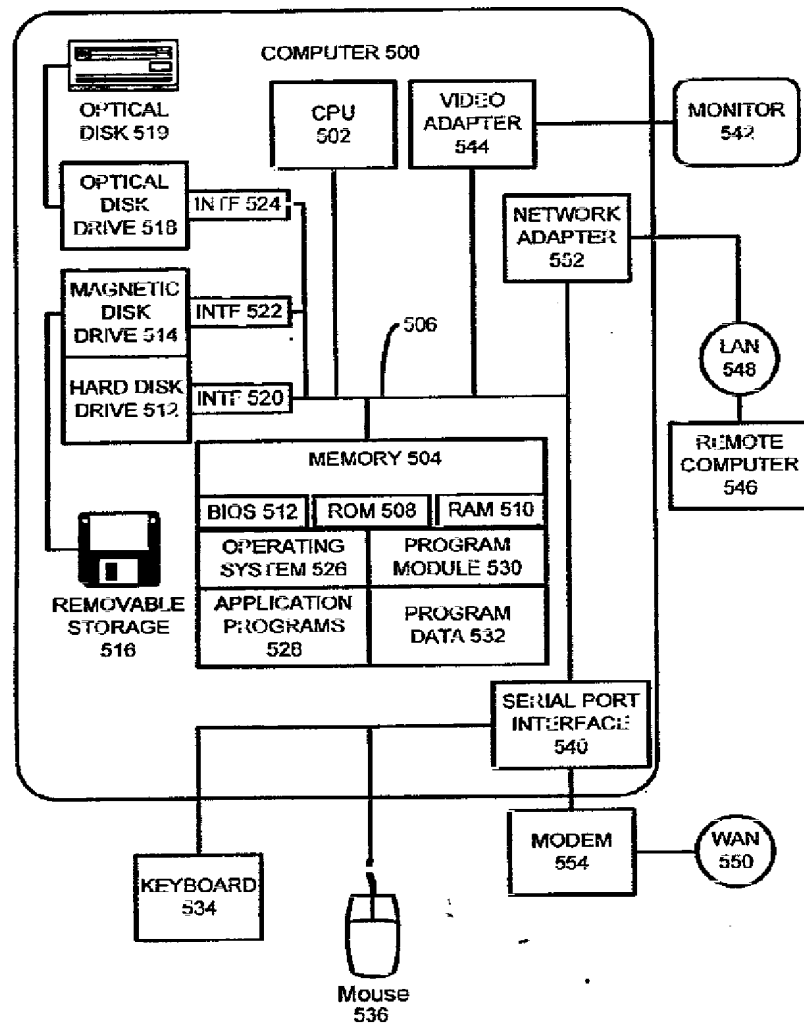 COMPUTER 500
OPTICAL
DISK 519
CPU
502
VIDEO
ADAPTER
544
MONITOR
542
OPTICAL
DISK
DRIVE 518
INTF 524
NETWORK
ADAPTER
552
MAGNETIC
DISK
DRIVE 514
INTF 522
506
LAN
548
HARD DISK
DRIVE 512
INTF 520
REMOTE
COMPUTER
546
MEMORY 504
BIOS 512
ROM 508
RAM 510
OPERATING
SYSTEM 526
PROGRAM
MODULE 530
REMOVABLE
STORAGE
516
APPLICATION
PROGRAMS
528
PROGRAM
DATA 532
SERIAL PORT
INTERFACE
540
MODEM
554
WAN
550
KEYBOARD
534
Mouse
536